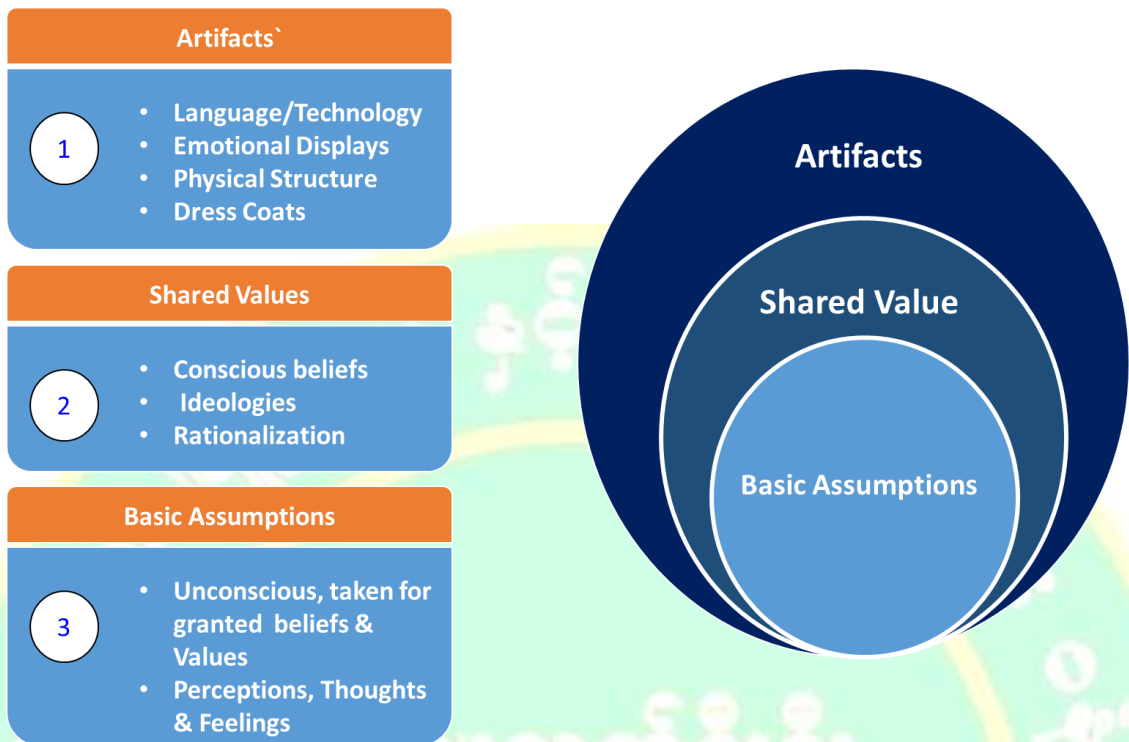 Artifacts`
1
• Language/Technology
• Emotional Displays
• Physical Structure
• Dress Coats
Shared Values
2
• Conscious beliefs
• Ideologies
• Rationalization
Basic Assumptions
3
• Unconscious, taken for
granted beliefs &
Values
• Perceptions, Thoughts
& Feelings
Artifacts
Shared Value
Basic Assumptions